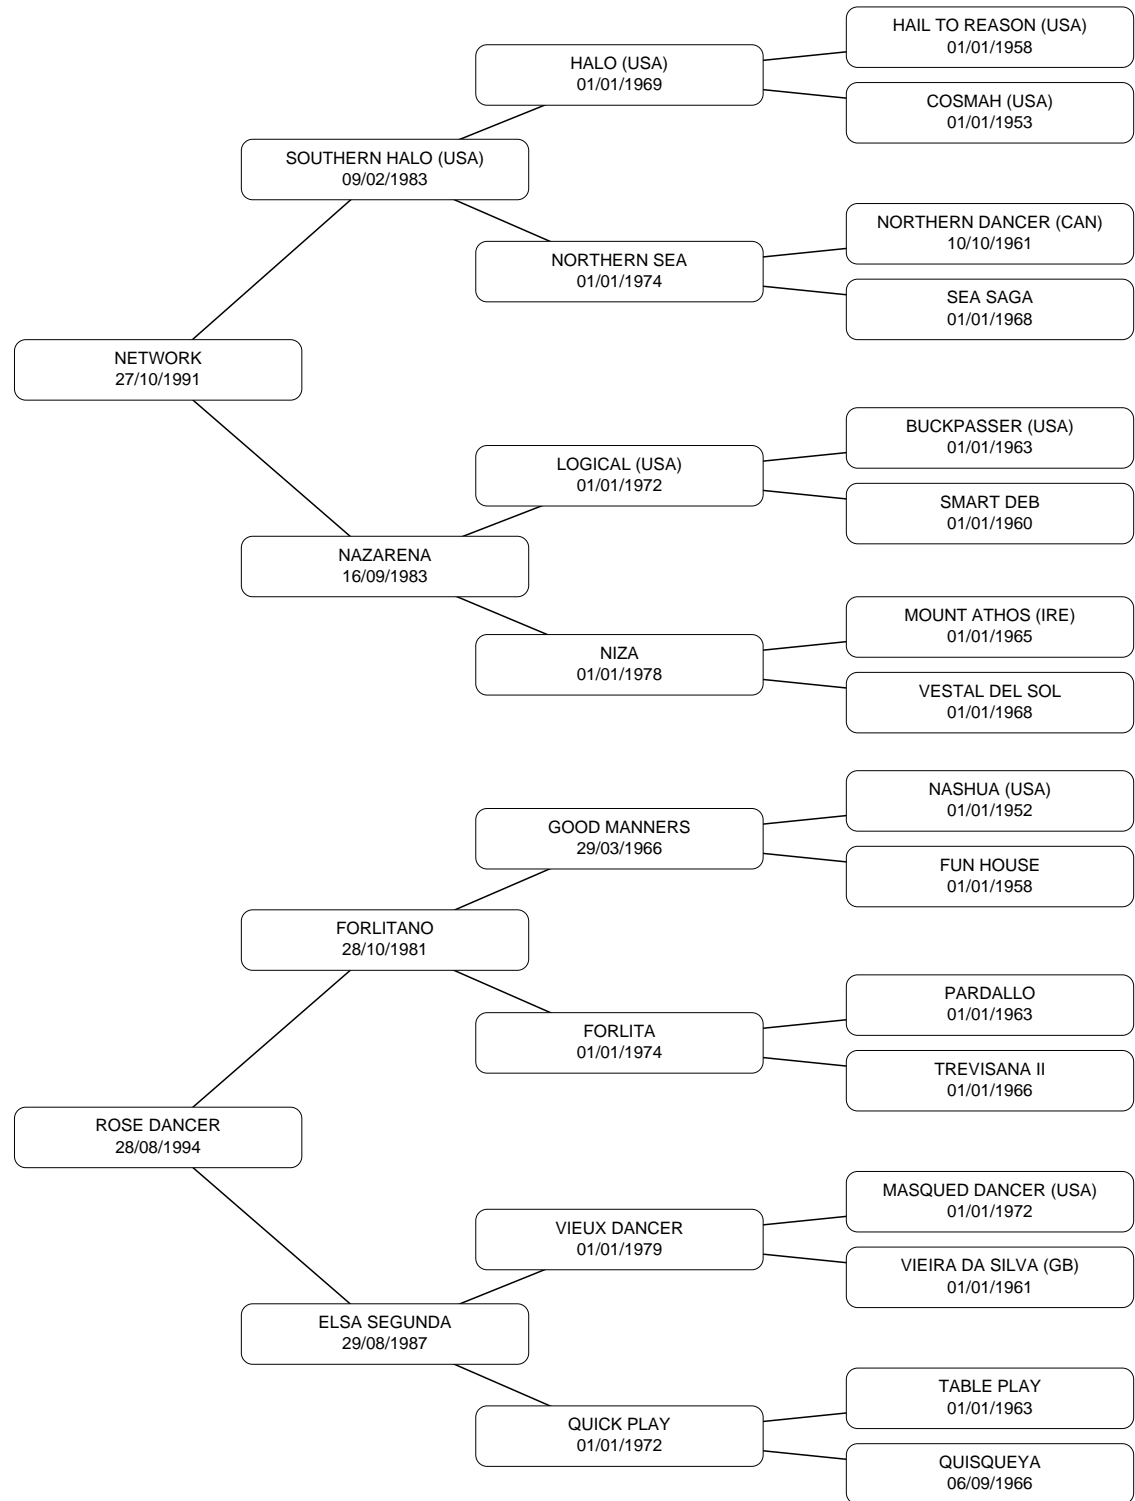 HAIL TO REASON (USA)
01/01/1958
HALO (USA)
01/01/1969
COSMAH (USA)
01/01/1953
SOUTHERN HALO (USA)
09/02/1983
NORTHERN DANCER (CAN)
10/10/1961
NORTHERN SEA
01/01/1974
SEA SAGA
01/01/1968
NETWORK
27/10/1991
BUCKPASSER (USA)
01/01/1963
LOGICAL (USA)
01/01/1972
SMART DEB
01/01/1960
NAZARENA
16/09/1983
MOUNT ATHOS (IRE)
01/01/1965
NIZA
01/01/1978
VESTAL DEL SOL
01/01/1968
NASHUA (USA)
01/01/1952
GOOD MANNERS
29/03/1966
FUN HOUSE
01/01/1958
FORLITANO
28/10/1981
PARDALLO
01/01/1963
FORLITA
01/01/1974
TREVISANA II
01/01/1966
ROSE DANCER
28/08/1994
MASQUED DANCER (USA)
01/01/1972
VIEUX DANCER
01/01/1979
VIEIRA DA SILVA (GB)
01/01/1961
ELSA SEGUNDA
29/08/1987
TABLE PLAY
01/01/1963
QUICK PLAY
01/01/1972
QUISQUEYA
06/09/1966